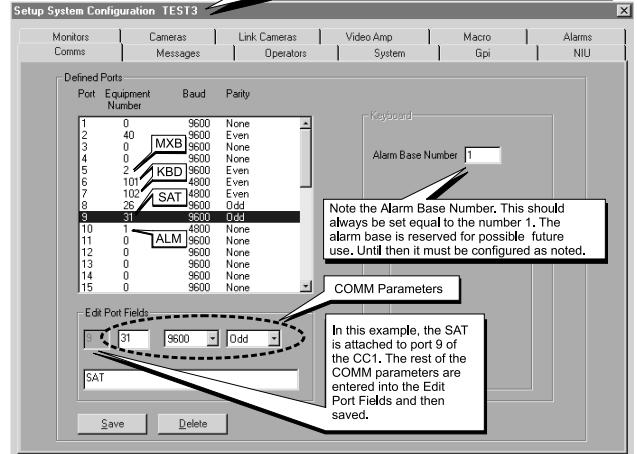 Setup System Configuration TEST3
Monitors Cameras Link Cameras Video Amp Macro Alarms
Comms Messages Operators System Gpi NIU
Defined Ports
Port Equipment Number Baud Parity
1 0 9600 None
2 40 9600 Even
3 0 9600 None
4 0 9600 None
5 2 9600 Even
6 101 4800 Even
7 102 4800 Even
8 26 9600 Odd
9 31 9600 Odd
10 1 4800 None
11 0 9600 None
12 0 9600 None
13 0 9600 None
14 0 9600 None
15 0 9600 None
MXB
KBD
SAT
ALM
Keyboard
Alarm Base Number 1
Note the Alarm Base Number. This should
always be set equal to the number 1. The
alarm base is reserved for possible future
use. Until then it must be configured as noted.
COMM Parameters
Edit Port Fields
9 31 9600 Odd
SAT
In this example, the SAT
is attached to port 9 of
the CC1. The rest of the
COMM parameters are
entered into the Edit
Port Fields and then
saved.
Save Delete